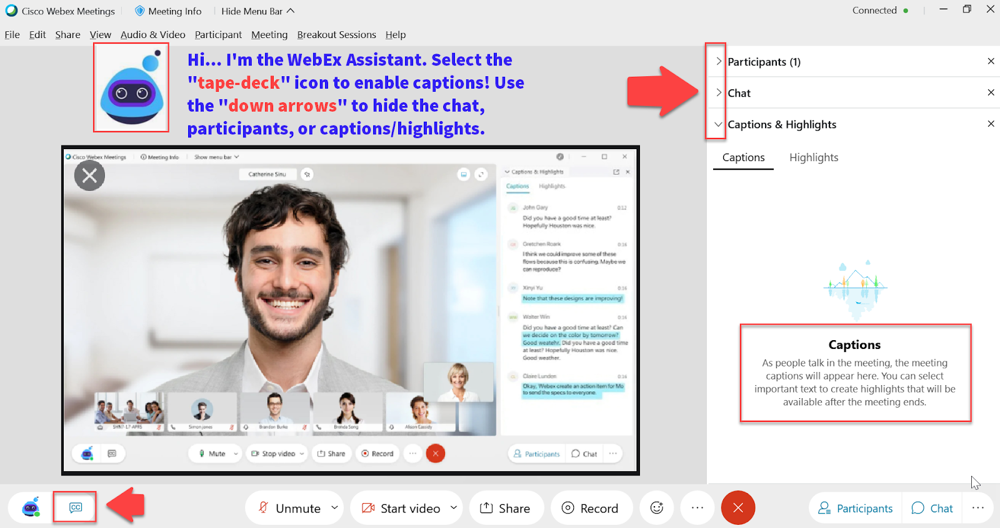 Cisco Webex Meetings Meeting Info Hide Menu Bar Connected
File Edit Share View Audio & Video Participant Meeting Breakout Sessions Help
Hi... I'm the WebEx Assistant. Select the
"tape-deck" icon to enable captions! Use
the "down arrows" to hide the chat,
participants, or captions/highlights.
Cisco Webex Meetings Meeting Info Show menu bar
Catherine Sinu
Captions & Highlights
Captions Highlights
John Gary 0:12
Did you have a good time at least?
Hopefully Houston was nice.
Gretchen Roark 0:16
I think we could improve some of these
flows because this is confusing. Maybe we
can reproduce?
XY Xinyi Yu 0:16
Note that these designs are improving!
WW Walter Win 0:16
Did you have a good time at least? Can
we decide on the color by tomorrow?
Good weatehr. Did you have a good time
at least? Hopefully Houston was nice.
Good weather.
CL Claire Lunden 0:16
Okay, Webex create an action item for Mo
to send the specs to everyone.
SHN7-17-APR5 Simon jones Brandon Burke Brenda Song Alison Cassidy
Mute Stop video Share Record Participants Chat
Participants (1)
Chat
Captions & Highlights
Captions Highlights
Captions
As people talk in the meeting, the meeting
captions will appear here. You can select
important text to create highlights that will be
available after the meeting ends.
CC Unmute Start video Share Record Participants Chat